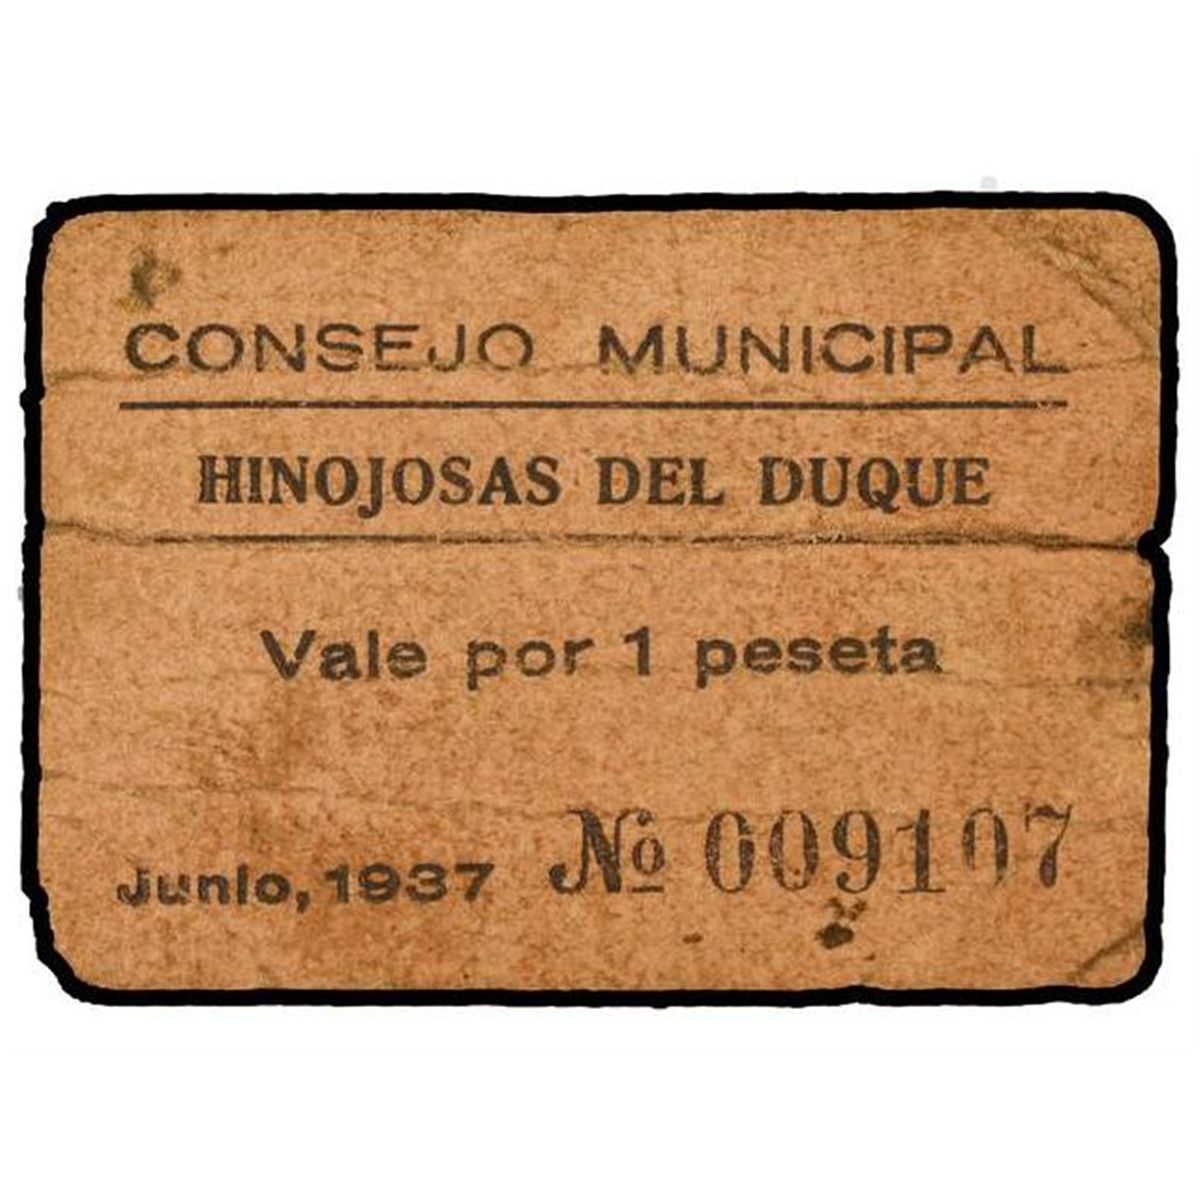 CONSEJO MUNICIPAL
HINOJOSAS DEL DUQUE
Vale por 1 peseta
Junio, 1937 Nº 009107